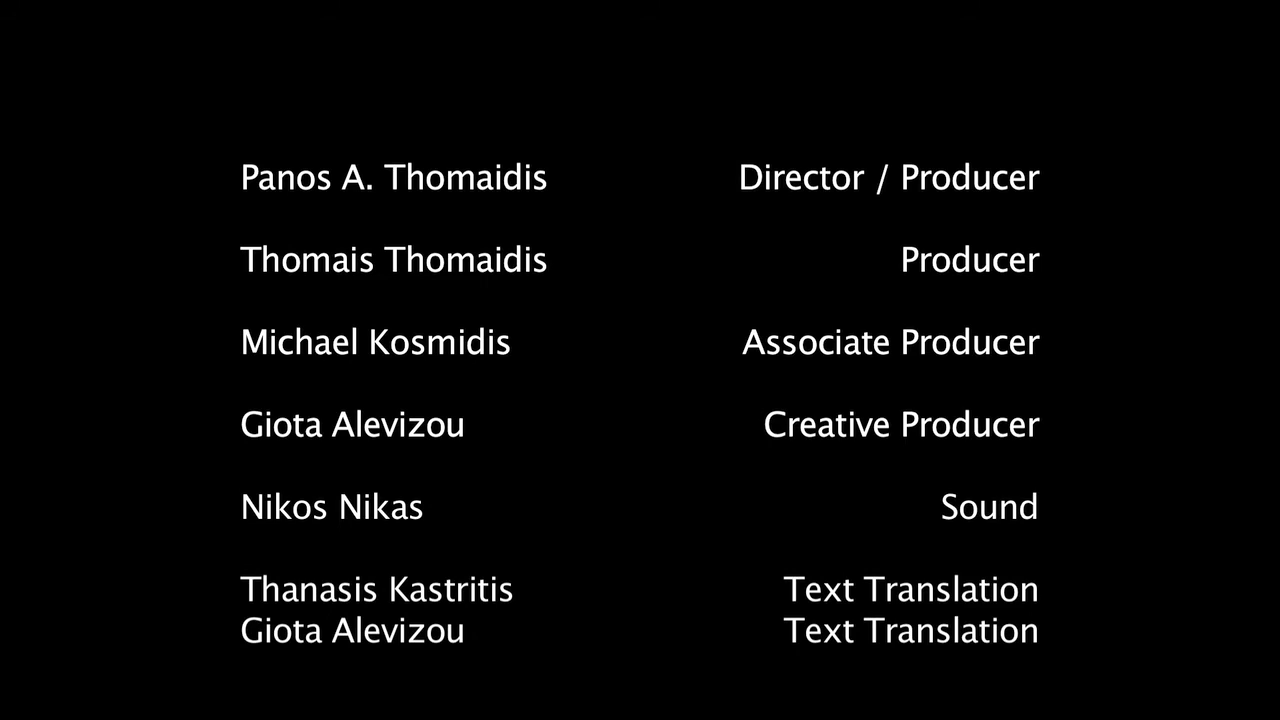 Panos A. Thomaidis Director / Producer
Thomais Thomaidis Producer
Michael Kosmidis Associate Producer
Giota Alevizou Creative Producer
Nikos Nikas Sound
Thanasis Kastritis Text Translation
Giota Alevizou Text Translation